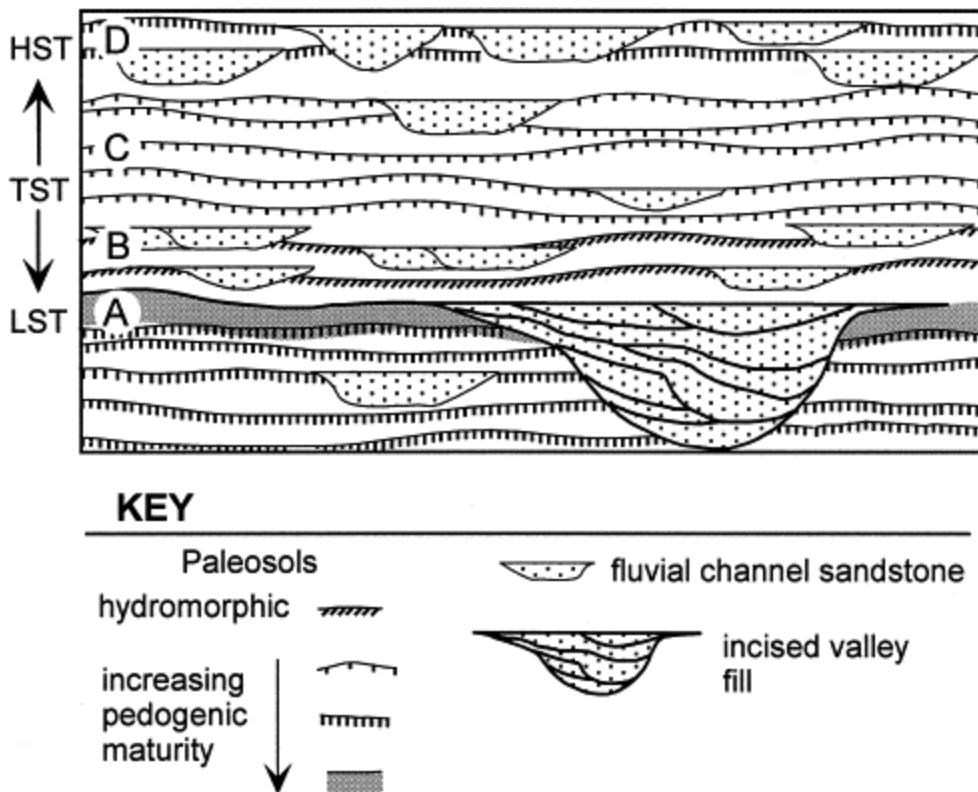 HST
D
C
TST
B
LST
A
KEY
Paleosols
hydromorphic
increasing
pedogenic
maturity
fluvial channel sandstone
incised valley
fill